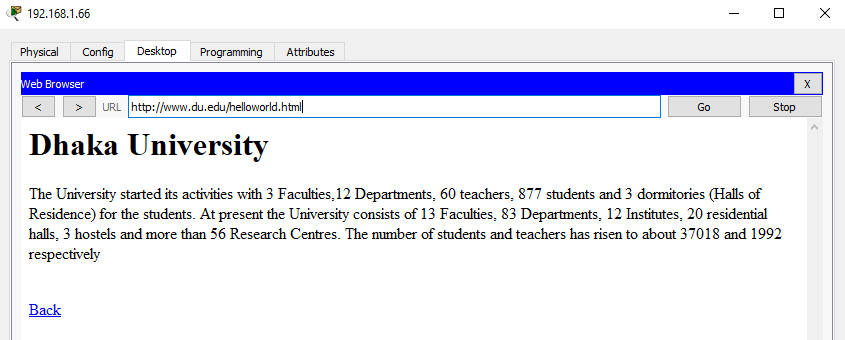 192.168.1.66
Physical Config Desktop Programming Attributes
Web Browser X
< > URL http://www.du.edu/helloworld.html Go Stop
Dhaka University
The University started its activities with 3 Faculties,12 Departments, 60 teachers, 877 students and 3 dormitories (Halls of
Residence) for the students. At present the University consists of 13 Faculties, 83 Departments, 12 Institutes, 20 residential
halls, 3 hostels and more than 56 Research Centres. The number of students and teachers has risen to about 37018 and 1992
respectively
Back